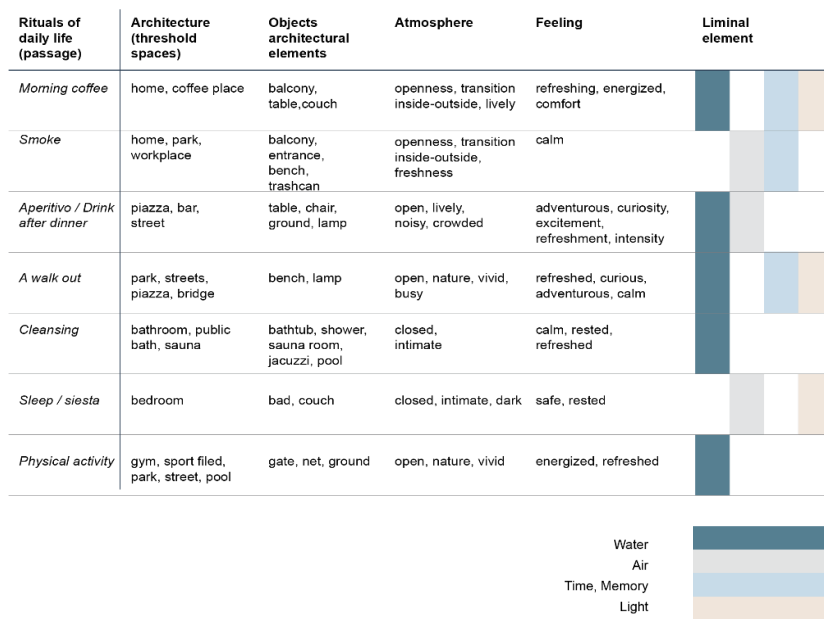 Rituals of
daily life
(passage)
Architecture
(threshold
spaces)
Objects
architectural
elements
Atmosphere
Feeling
Liminal
element
Morning coffee
home, coffee place
balcony,
table,couch
openness, transition
inside-outside, lively
refreshing, energized,
comfort
Smoke
home, park,
workplace
balcony,
entrance,
bench,
trashcan
openness, transition
inside-outside,
freshness
calm
Aperitivo / Drink
after dinner
piazza, bar,
street
table, chair,
ground, lamp
open, lively,
noisy, crowded
adventurous, curiosity,
excitement,
refreshment, intensity
A walk out
park, streets,
piazza, bridge
bench, lamp
open, nature, vivid,
busy
refreshed, curious,
adventurous, calm
Cleansing
bathroom, public
bath, sauna
bathtub, shower,
sauna room,
jacuzzi, pool
closed,
intimate
calm, rested,
refreshed
Sleep / siesta
bedroom
bad, couch
closed, intimate, dark
safe, rested
Physical activity
gym, sport filed,
park, street, pool
gate, net, ground
open, nature, vivid
energized, refreshed
Water
Air
Time, Memory
Light